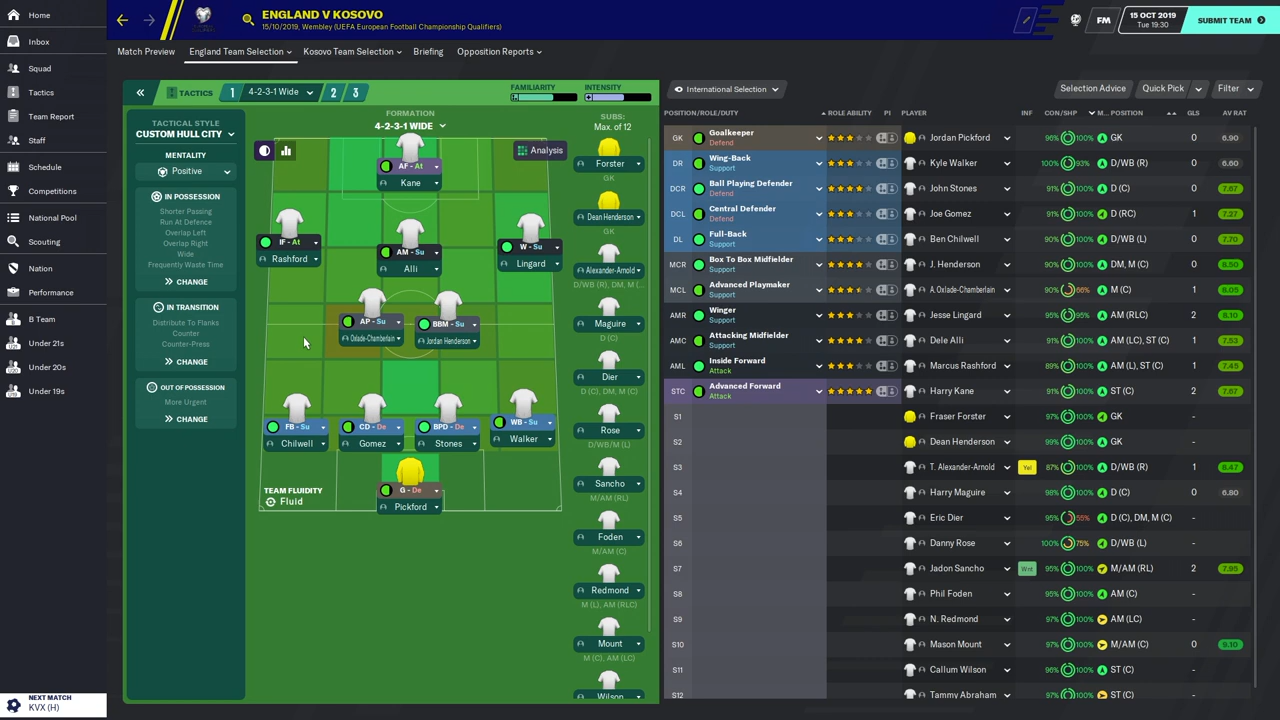 Home
Inbox
Squad
Tactics
Team Report
Staff
Schedule
Competitions
National Pool
Scouting
Nation
Performance
B Team
Under 21s
Under 20s
Under 19s
NEXT MATCH
KVX (H)
ENGLAND V KOSOVO
15/10/2019, Wembley (UEFA European Football Championship Qualifiers)
FM
15 OCT 2019
Tue 19:30
SUBMIT TEAM
Match Preview
England Team Selection
Kosovo Team Selection
Briefing
Opposition Reports
TACTICS
1
4-2-3-1 Wide
2
3
FAMILIARITY
INTENSITY
TACTICAL STYLE
CUSTOM HULL CITY
MENTALITY
Positive
IN POSSESSION
Shorter Passing
Run At Defence
Overlap Left
Overlap Right
Wide
Frequently Waste Time
CHANGE
IN TRANSITION
Distribute To Flanks
Counter
Counter-Press
CHANGE
OUT OF POSSESSION
More Urgent
CHANGE
FORMATION
4-2-3-1 WIDE
Analysis
AF - At
Kane
IF - At
Rashford
AM - Su
Alli
W - Su
Lingard
AP - Su
Oxlade-Chamberlain
BBM - Su
Jordan Henderson
FB - Su
Chilwell
CD - De
Gomez
BPD - De
Stones
WB - Su
Walker
TEAM FLUIDITY
Fluid
G - De
Pickford
SUBS:
Max. of 12
Forster
GK
Dean Henderson
GK
Alexander-Arnold
D/WB (R), DM, M (...
Maguire
D (C)
Dier
D (C), DM, M (C)
Rose
D/WB/M (L)
Sancho
M/AM (RL)
Foden
M/AM (C)
Redmond
M (L), AM (RLC)
Mount
M (C), AM (LC)
Wilson
International Selection
Selection Advice
Quick Pick
Filter
POSITION/ROLE/DUTY ROLE ABILITY PI PLAYER INF CON/SHP M... POSITION GLS AV RAT
GK Goalkeeper Defend Jordan Pickford 96% 100% GK 0 6.90
DR Wing-Back Support Kyle Walker 100% 93% D/WB (R) 0 6.60
DCR Ball Playing Defender Defend John Stones 91% 100% D (C) 0 7.67
DCL Central Defender Defend Joe Gomez 91% 100% D (RC) 1 7.27
DL Full-Back Support Ben Chilwell 90% 100% D/WB (L) 0 7.70
MCR Box To Box Midfielder Support J. Henderson 90% 100% DM, M (C) 0 8.50
MCL Advanced Playmaker Support A. Oxlade-Chamberlain 90% 66% M (C) 1 8.05
AMR Winger Support Jesse Lingard 95% 95% AM (RLC) 2 8.10
AMC Attacking Midfielder Support Dele Alli 91% 100% AM (LC), ST (C) 1 7.53
AML Inside Forward Attack Marcus Rashford 89% 100% AM (L), ST (C) 1 7.45
STC Advanced Forward Attack Harry Kane 91% 100% ST (C) 2 7.67
S1 Fraser Forster 97% 100% GK -
S2 Dean Henderson 99% 100% GK -
S3 T. Alexander-Arnold Yel 87% 100% D/WB (R) 1 6.47
S4 Harry Maguire 98% 100% D (C) 0 6.80
S5 Eric Dier 95% 55% D (C), DM, M (C) -
S6 Danny Rose 100% 75% D/WB (L) -
S7 Jadon Sancho Wnt 95% 100% M/AM (RL) 2 7.95
S8 Phil Foden 95% 100% AM (C) -
S9 N. Redmond 93% 100% AM (LC) -
S10 Mason Mount 97% 100% M/AM (C) 0 9.10
S11 Callum Wilson 96% 100% ST (C) -
S12 Tammy Abraham 97% 100% ST (C) -